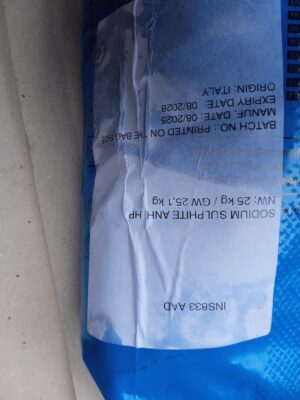 INS833 AAD
SODIUM SULPHITE ANH HP
NW: 25 kg / GW 25.1 kg
BATCH NO.: PRINTED ON THE BAG SIDE
MANUF. DATE: 08/2025
EXPIRY DATE: 08/2028
ORIGIN: ITALY